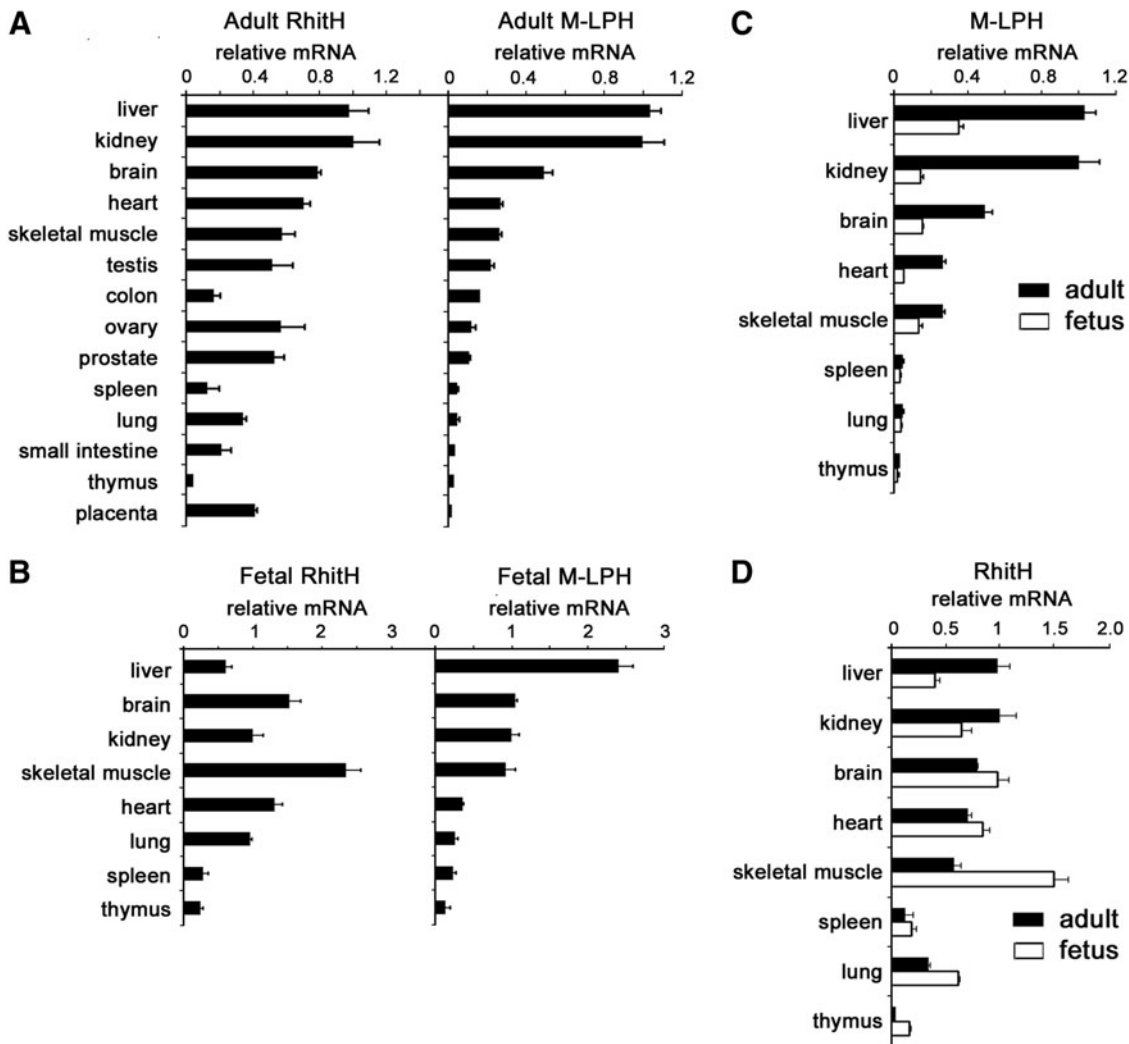 A
Adult RhitH
relative mRNA
0 0.4 0.8 1.2
Adult M-LPH
relative mRNA
0 0.4 0.8 1.2
liver
kidney
brain
heart
skeletal muscle
testis
colon
ovary
prostate
spleen
lung
small intestine
thymus
placenta
B
Fetal RhitH
relative mRNA
0 1 2 3
Fetal M-LPH
relative mRNA
0 1 2 3
liver
brain
kidney
skeletal muscle
heart
lung
spleen
thymus
C
M-LPH
relative mRNA
0 0.4 0.8 1.2
liver
kidney
brain
heart
skeletal muscle
spleen
lung
thymus
adult
fetus
D
RhitH
relative mRNA
0 0.5 1 1.5 2.0
liver
kidney
brain
heart
skeletal muscle
spleen
lung
thymus
adult
fetus